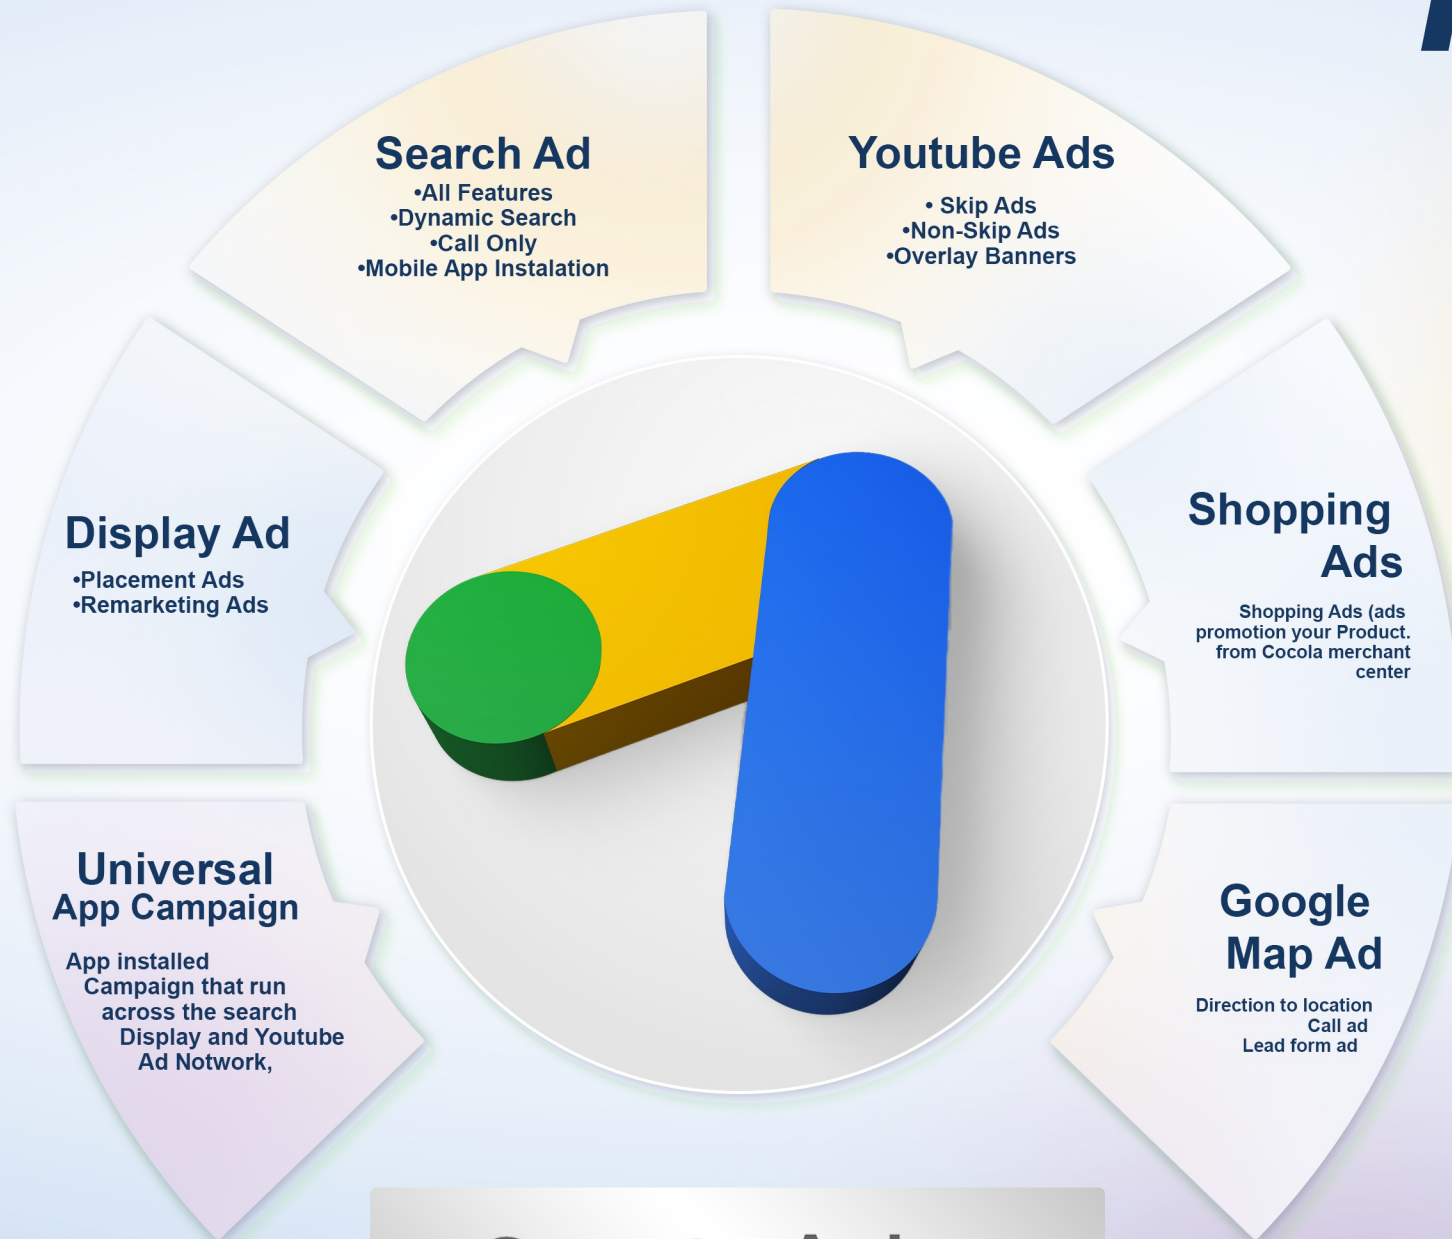 Search Ad
•All Features
•Dynamic Search
•Call Only
•Mobile App Instalation
Youtube Ads
• Skip Ads
•Non-Skip Ads
•Overlay Banners
Display Ad
•Placement Ads
•Remarketing Ads
Shopping
Ads
Shopping Ads (ads
promotion your Product.
from Cocola merchant
center
Universal
App Campaign
App installed
Campaign that run
across the search
Display and Youtube
Ad Network,
Google
Map Ad
Direction to location
Call ad
Lead form ad